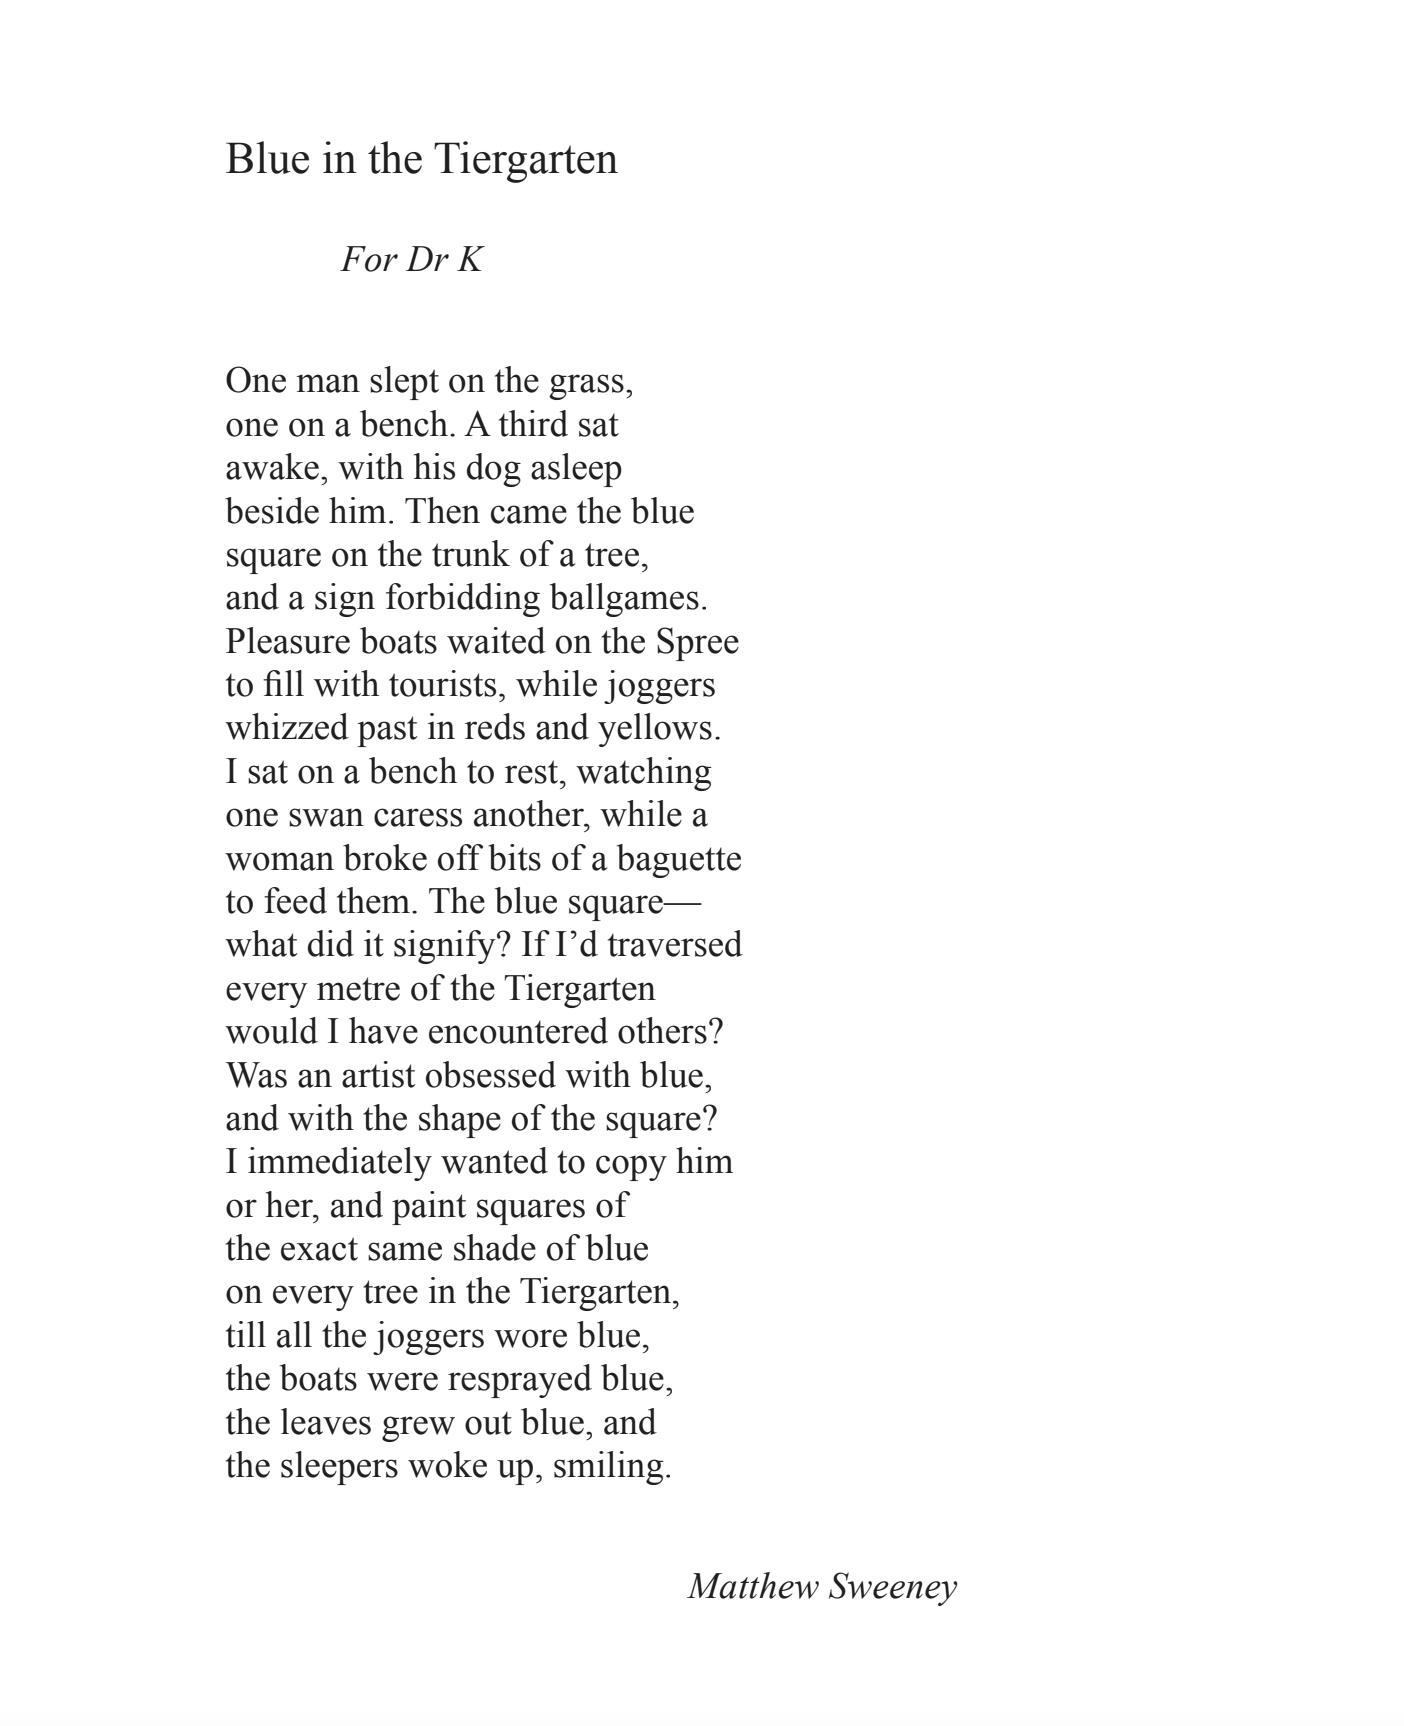 Blue in the Tiergarten
For Dr K
One man slept on the grass,
one on a bench. A third sat
awake, with his dog asleep
beside him. Then came the blue
square on the trunk of a tree,
and a sign forbidding ballgames.
Pleasure boats waited on the Spree
to fill with tourists, while joggers
whizzed past in reds and yellows.
I sat on a bench to rest, watching
one swan caress another, while a
woman broke off bits of a baguette
to feed them. The blue square—
what did it signify? If I’d traversed
every metre of the Tiergarten
would I have encountered others?
Was an artist obsessed with blue,
and with the shape of the square?
I immediately wanted to copy him
or her, and paint squares of
the exact same shade of blue
on every tree in the Tiergarten,
till all the joggers wore blue,
the boats were resprayed blue,
the leaves grew out blue, and
the sleepers woke up, smiling.
Matthew Sweeney